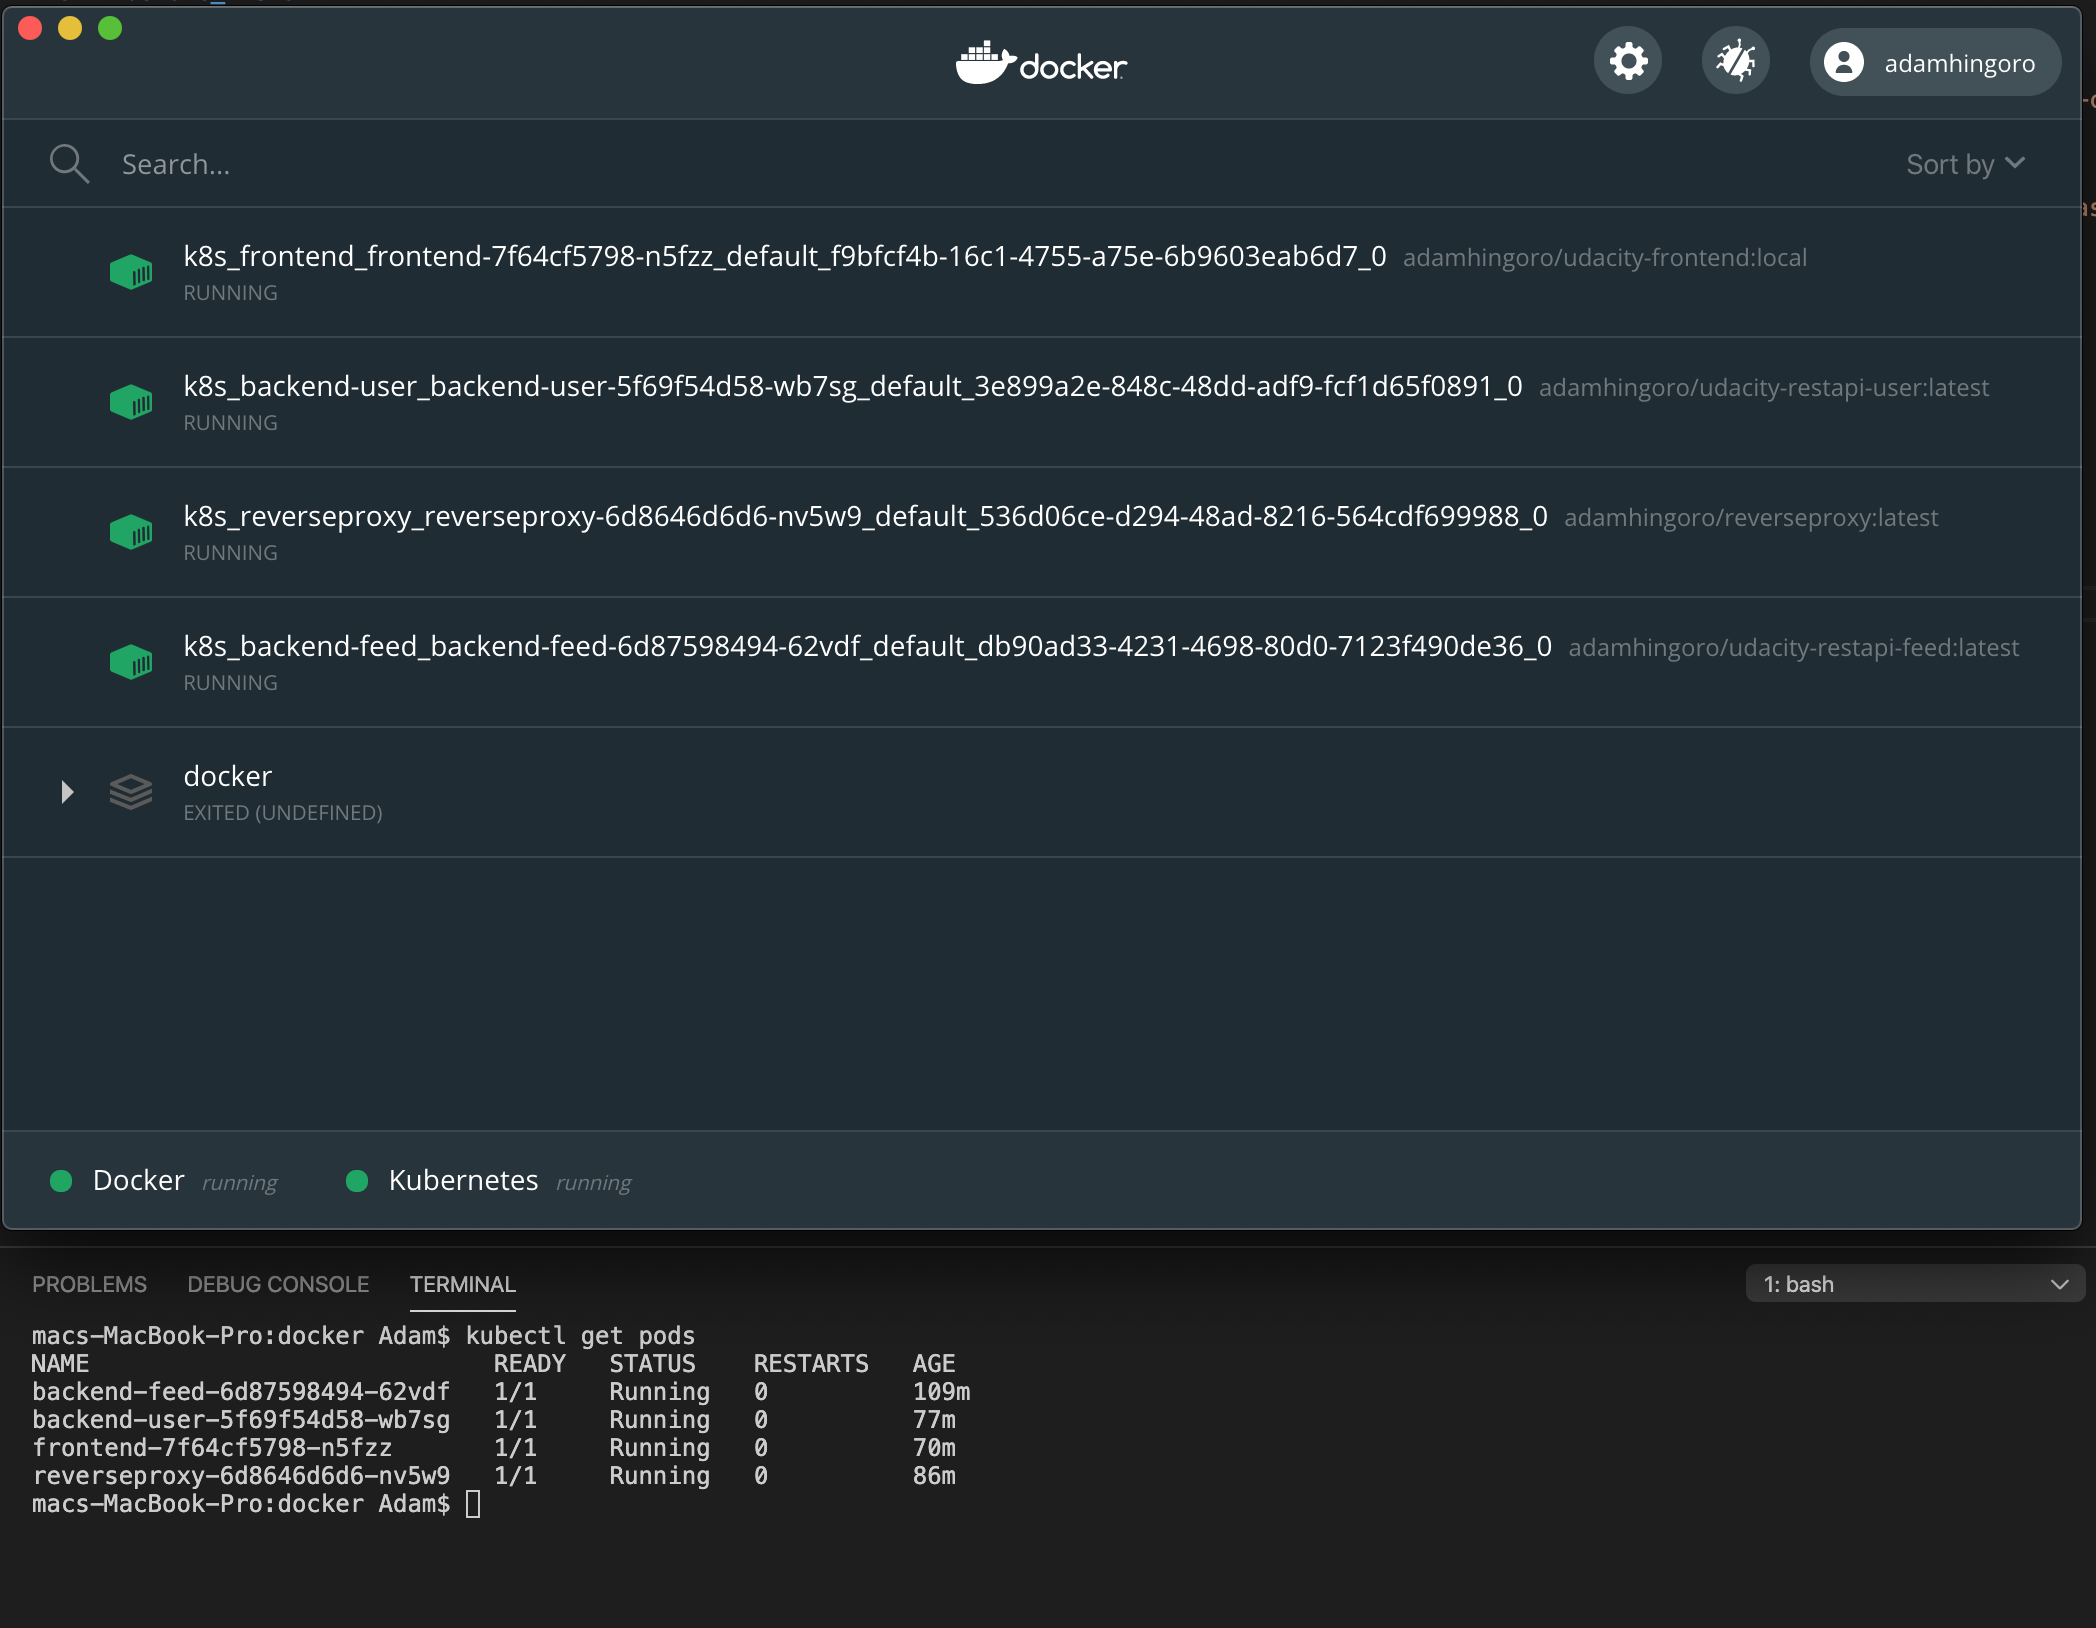 docker
adamhingoro
Search...
Sort by
k8s_frontend_frontend-7f64cf5798-n5fzz_default_f9bfcf4b-16c1-4755-a75e-6b9603eab6d7_0 adamhingoro/udacity-frontend:local
RUNNING
k8s_backend-user_backend-user-5f69f54d58-wb7sg_default_3e899a2e-848c-48dd-adf9-fcf1d65f0891_0 adamhingoro/udacity-restapi-user:latest
RUNNING
k8s_reverseproxy_reverseproxy-6d8646d6d6-nv5w9_default_536d06ce-d294-48ad-8216-564cdf699988_0 adamhingoro/reverseproxy:latest
RUNNING
k8s_backend-feed_backend-feed-6d87598494-62vdf_default_db90ad33-4231-4698-80d0-7123f490de36_0 adamhingoro/udacity-restapi-feed:latest
RUNNING
docker
EXITED (UNDEFINED)
Docker running Kubernetes running
PROBLEMS DEBUG CONSOLE TERMINAL 1: bash
macs-MacBook-Pro:docker Adam$ kubectl get pods
NAME READY STATUS RESTARTS AGE
backend-feed-6d87598494-62vdf 1/1 Running 0 109m
backend-user-5f69f54d58-wb7sg 1/1 Running 0 77m
frontend-7f64cf5798-n5fzz 1/1 Running 0 70m
reverseproxy-6d8646d6d6-nv5w9 1/1 Running 0 86m
macs-MacBook-Pro:docker Adam$